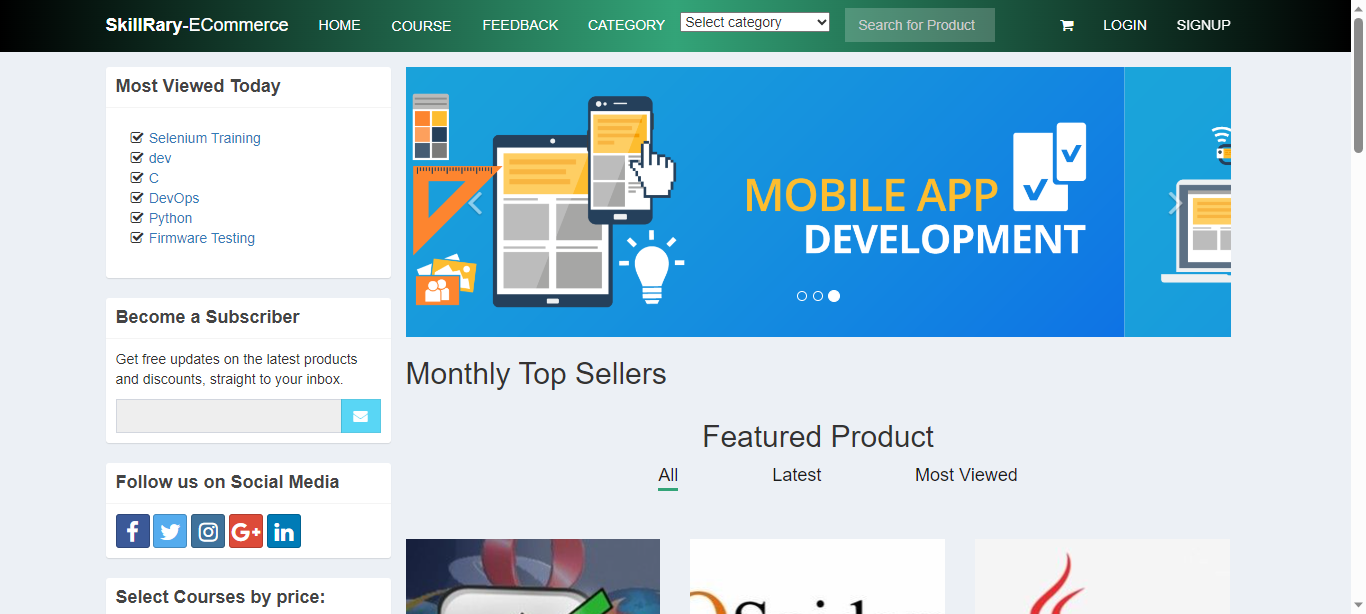 SkillRary-ECommerce HOME COURSE FEEDBACK CATEGORY Select category Search for Product LOGIN SIGNUP
Most Viewed Today
Selenium Training
dev
C
DevOps
Python
Firmware Testing
Become a Subscriber
Get free updates on the latest products
and discounts, straight to your inbox.
Follow us on Social Media
f G+ in
Select Courses by price:
MOBILE APP
DEVELOPMENT
Monthly Top Sellers
Featured Product
All Latest Most Viewed